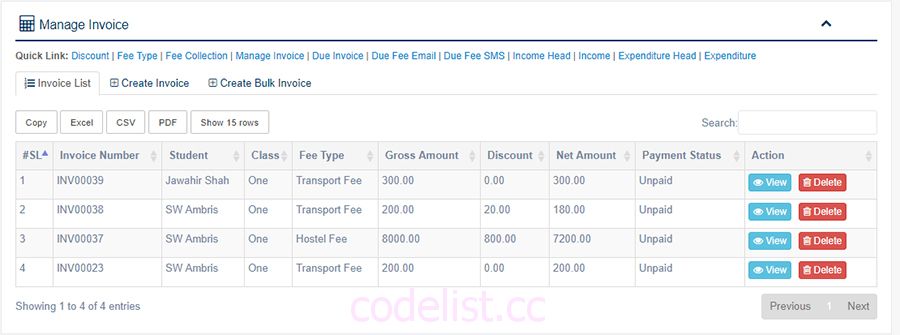 Manage Invoice
Quick Link: Discount | Fee Type | Fee Collection | Manage Invoice | Due Invoice | Due Fee Email | Due Fee SMS | Income Head | Income | Expenditure Head | Expenditure
Invoice List Create Invoice Create Bulk Invoice
Copy Excel CSV PDF Show 15 rows Search:
#SL Invoice Number Student Class Fee Type Gross Amount Discount Net Amount Payment Status Action
1 INV00039 Jawahir Shah One Transport Fee 300.00 0.00 300.00 Unpaid View Delete
2 INV00038 SW Ambris One Transport Fee 200.00 20.00 180.00 Unpaid View Delete
3 INV00037 SW Ambris One Hostel Fee 8000.00 800.00 7200.00 Unpaid View Delete
4 INV00023 SW Ambris One Transport Fee 200.00 0.00 200.00 Unpaid View Delete
Showing 1 to 4 of 4 entries Previous 1 Next
codelist.cc